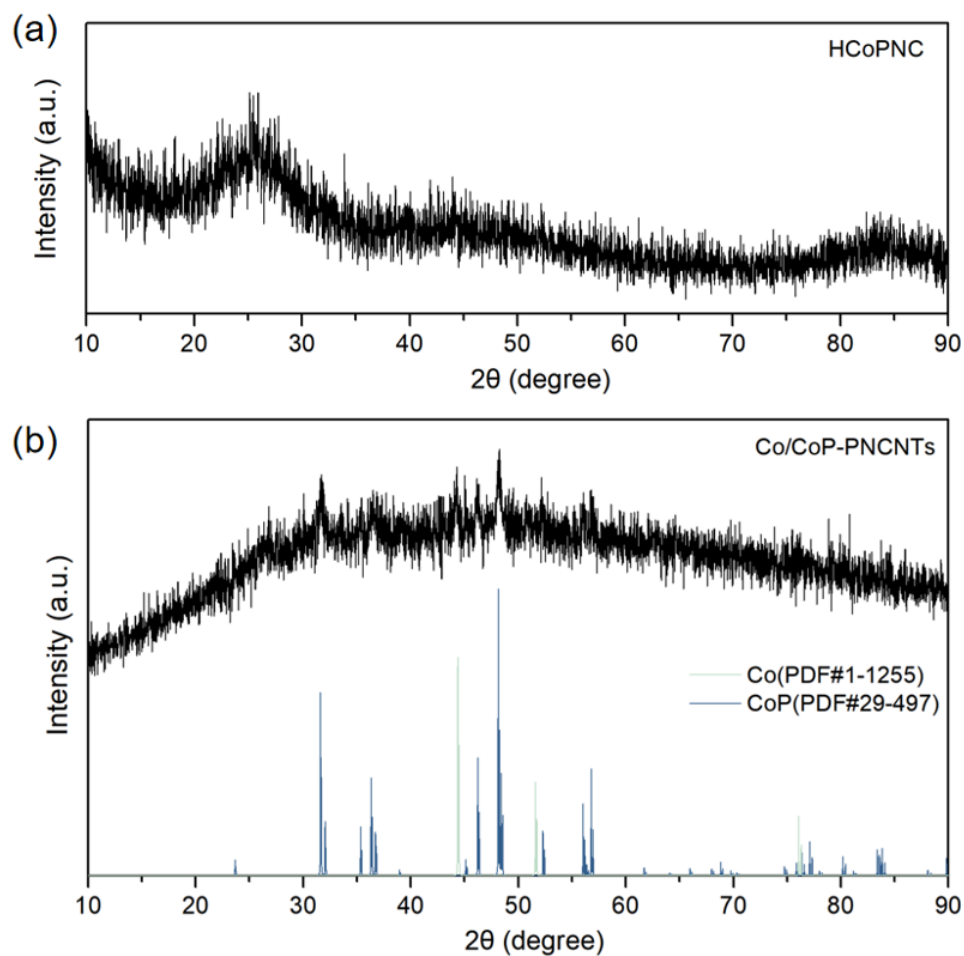 (a)
HCoPNC
Intensity (a.u.)
10 20 30 40 50 60 70 80 90
2θ (degree)
(b)
Co/CoP-PNCNTs
Intensity (a.u.)
Co(PDF#1-1255)
CoP(PDF#29-497)
10 20 30 40 50 60 70 80 90
2θ (degree)